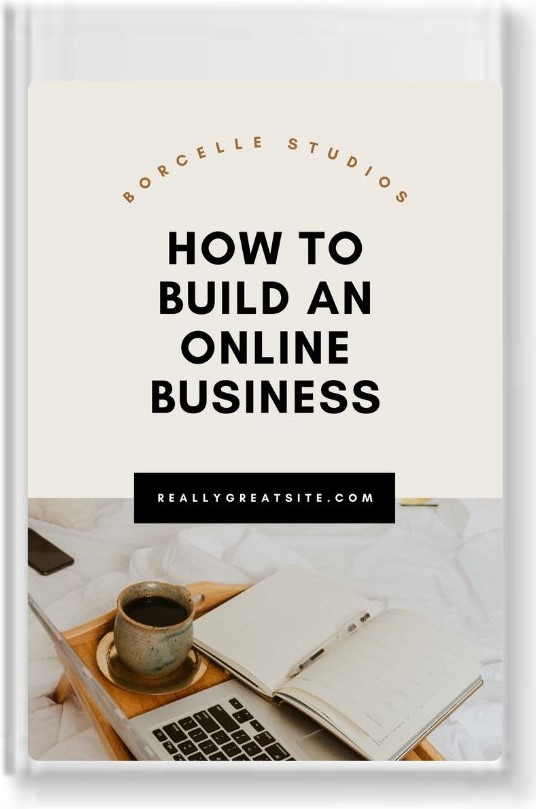 BORCELLE STUDIOS
HOW TO
BUILD AN
ONLINE
BUSINESS
REALLYGREATSITE.COM